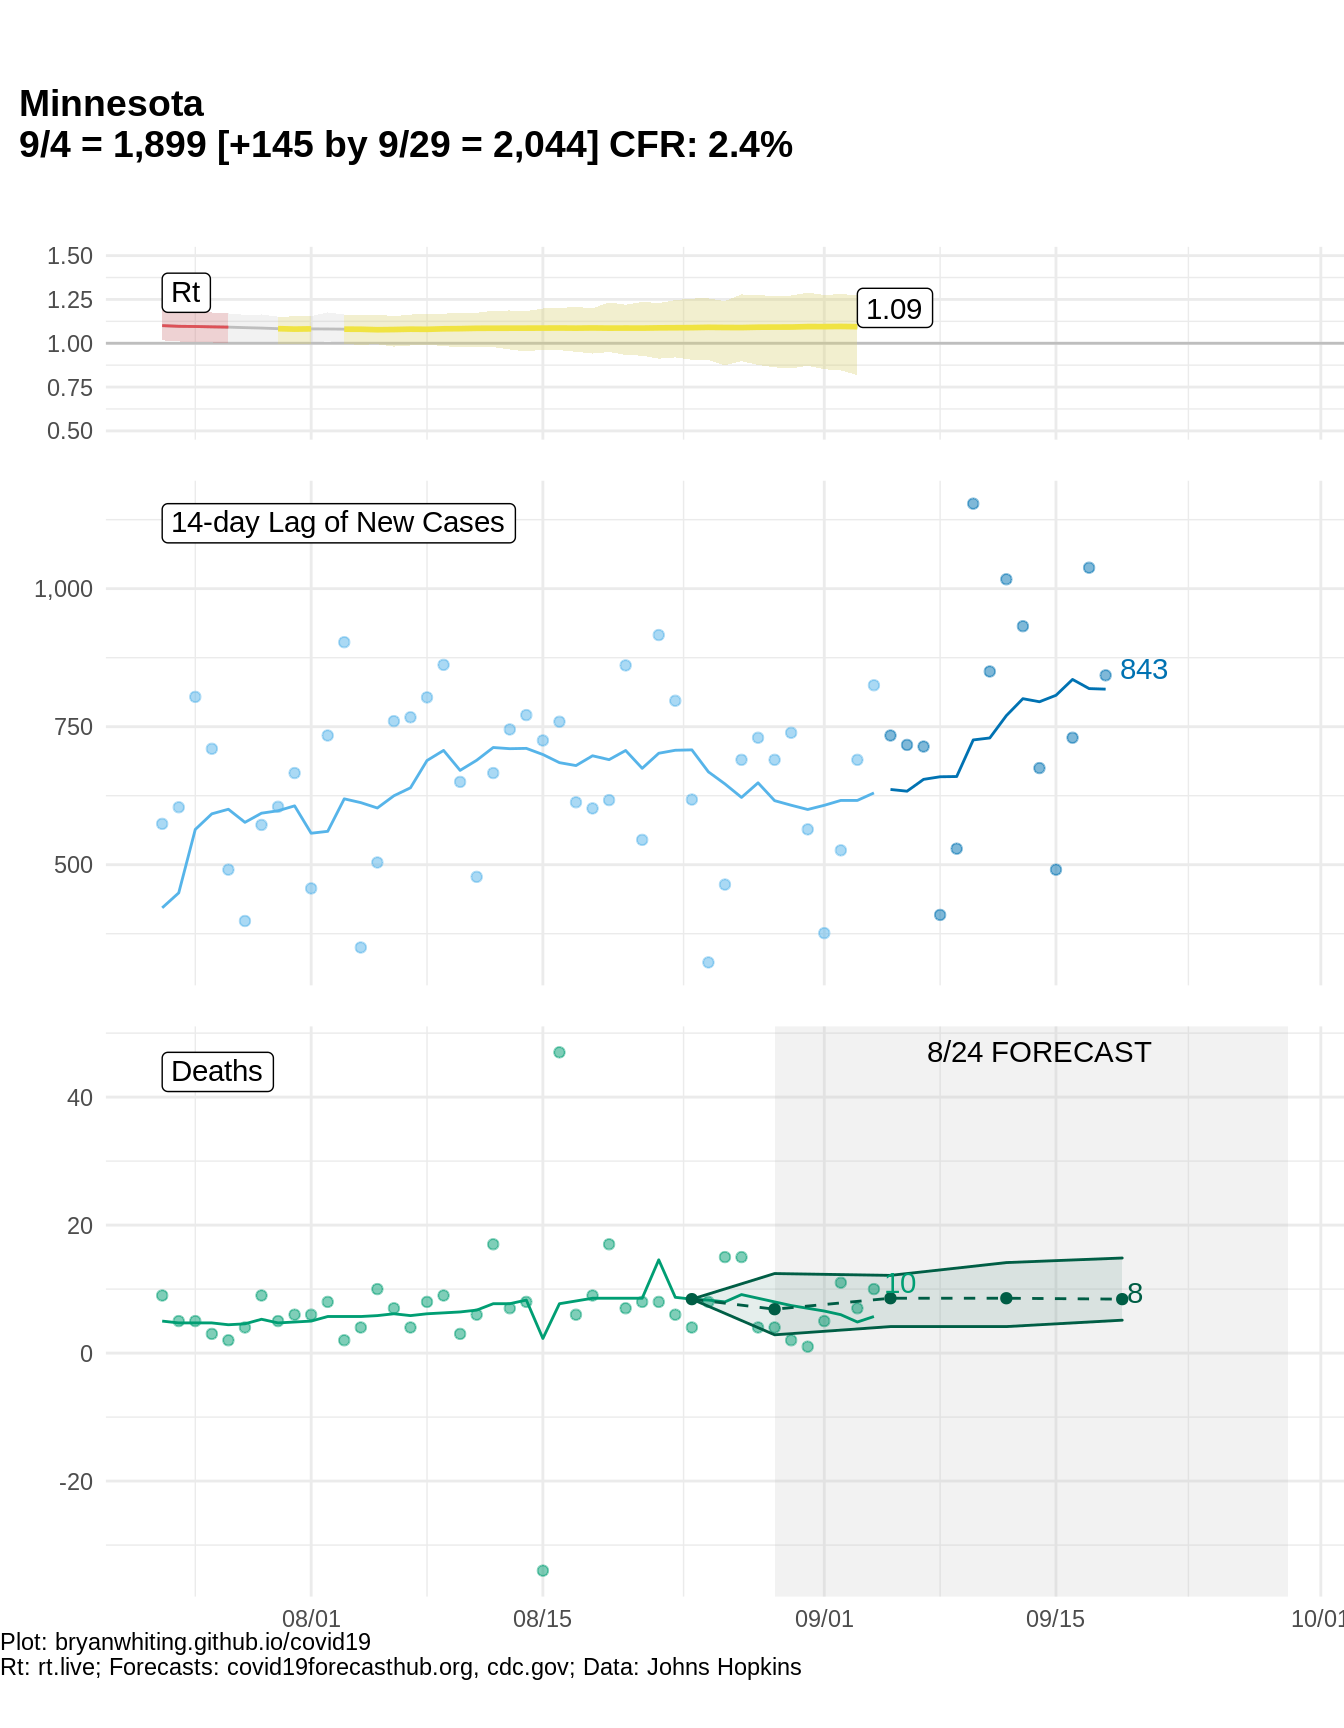 Minnesota
9/4 = 1,899 [+145 by 9/29 = 2,044] CFR: 2.4%
1.50
Rt
1.25
1.09
1.00
0.75
0.50
14-day Lag of New Cases
1,000
843
750
500
8/24 FORECAST
Deaths
40
20
10
8
0
-20
08/01 08/15 09/01 09/15 10/01
Plot: bryanwhiting.github.io/covid19
Rt: rt.live; Forecasts: covid19forecasthub.org, cdc.gov; Data: Johns Hopkins